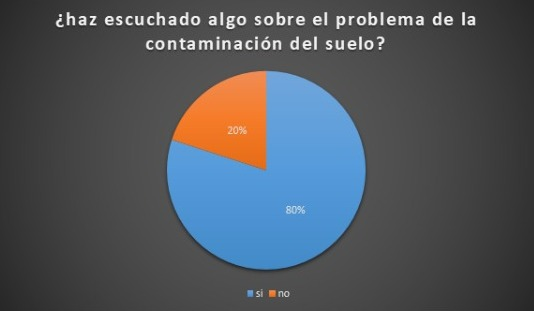 ¿haz escuchado algo sobre el problema de la
contaminación del suelo?
20%
80%
si no